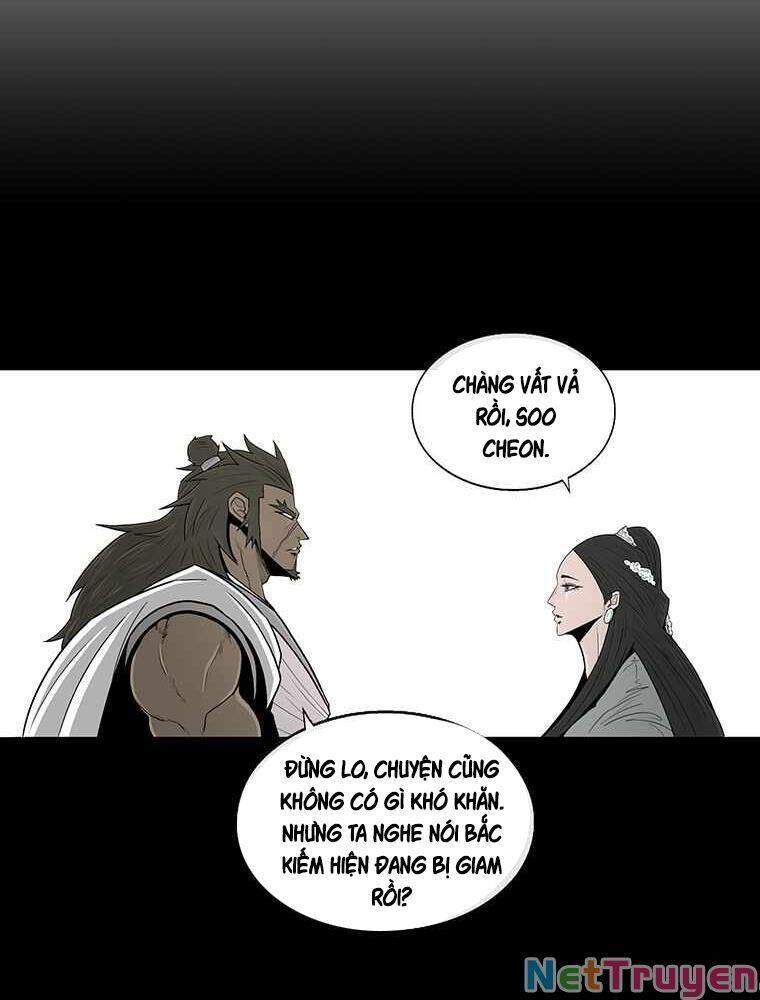 CHÀNG VẤT VẢ
RỒI, SOO
CHEON.
ĐỪNG LO, CHUYỆN CŨNG
KHÔNG CÓ GÌ KHÓ KHĂN.
NHƯNG TA NGHE NÓI BẮC
KIẾM HIỆN ĐANG BỊ GIAM
RỒI?
NetTruyen